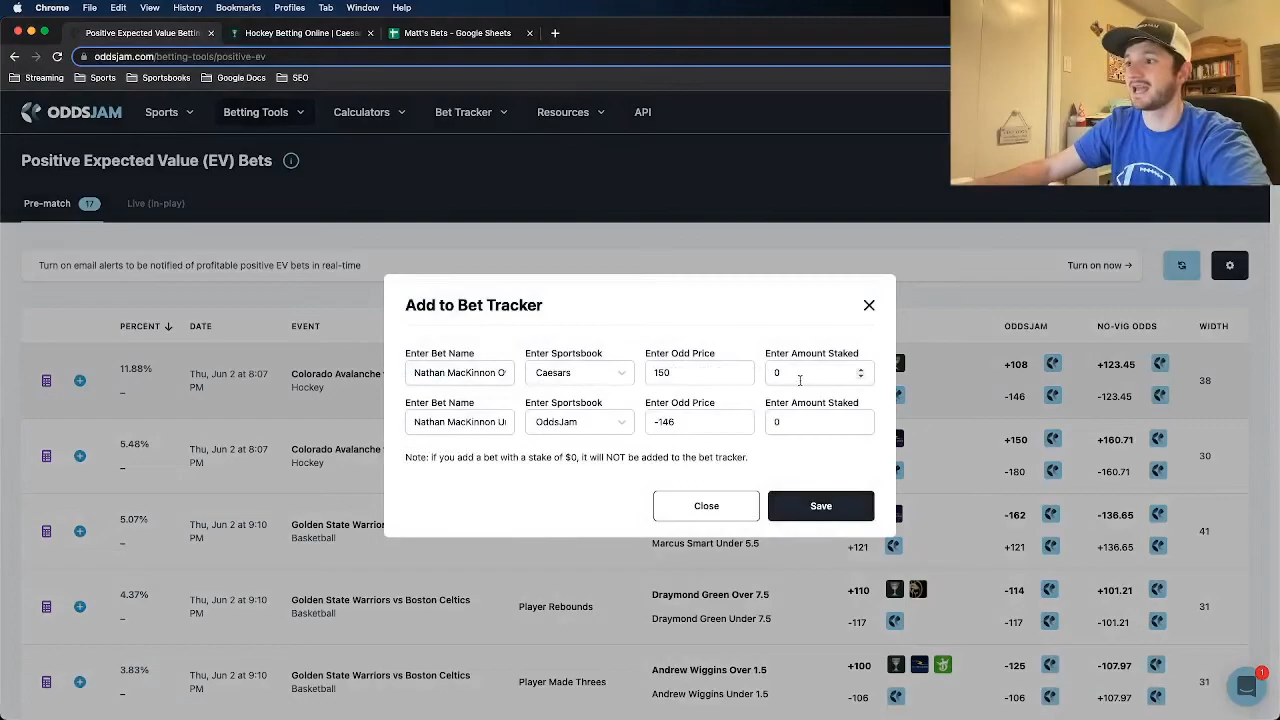 Chrome File Edit View History Bookmarks Profiles Tab Window Help
Positive Expected Value Bettin Hockey Betting Online | Caesa Matt's Bets - Google Sheets
oddsjam.com/betting-tools/positive-ev
Streaming Sports Sportsbooks Google Docs SEO
ODDSJAM Sports Betting Tools Calculators Bet Tracker Resources API
Positive Expected Value (EV) Bets
Pre-match 17 Live (in-play)
Turn on email alerts to be notified of profitable positive EV bets in real-time Turn on now →
PERCENT DATE EVENT ODDSJAM NO-VIG ODDS WIDTH
Add to Bet Tracker
Enter Bet Name Enter Sportsbook Enter Odd Price Enter Amount Staked
Nathan MacKinnon O Caesars 150 0
Enter Bet Name Enter Sportsbook Enter Odd Price Enter Amount Staked
Nathan MacKinnon U OddsJam -146 0
Note: if you add a bet with a stake of $0, it will NOT be added to the bet tracker.
Close Save
11.88% Thu, Jun 2 at 8:07 PM Colorado Avalanche
Hockey
+108 +123.45 38
-146 -123.45
5.48% Thu, Jun 2 at 8:07 PM Colorado Avalanche
Hockey
+150 +160.71 30
-180 -160.71
5.07% Thu, Jun 2 at 9:10 PM Golden State Warriors
Basketball
-162 -136.65 41
Marcus Smart Under 5.5 +121 +121 +136.65
4.37% Thu, Jun 2 at 9:10 PM Golden State Warriors vs Boston Celtics
Basketball
Player Rebounds
Draymond Green Over 7.5 +110 -114 +101.21 31
Draymond Green Under 7.5 -117 -117 -101.21
3.83% Thu, Jun 2 at 9:10 PM Golden State Warriors vs Boston Celtics
Basketball
Player Made Threes
Andrew Wiggins Over 1.5 +100 -125 -107.97 31
Andrew Wiggins Under 1.5 -106 -106 +107.97
1